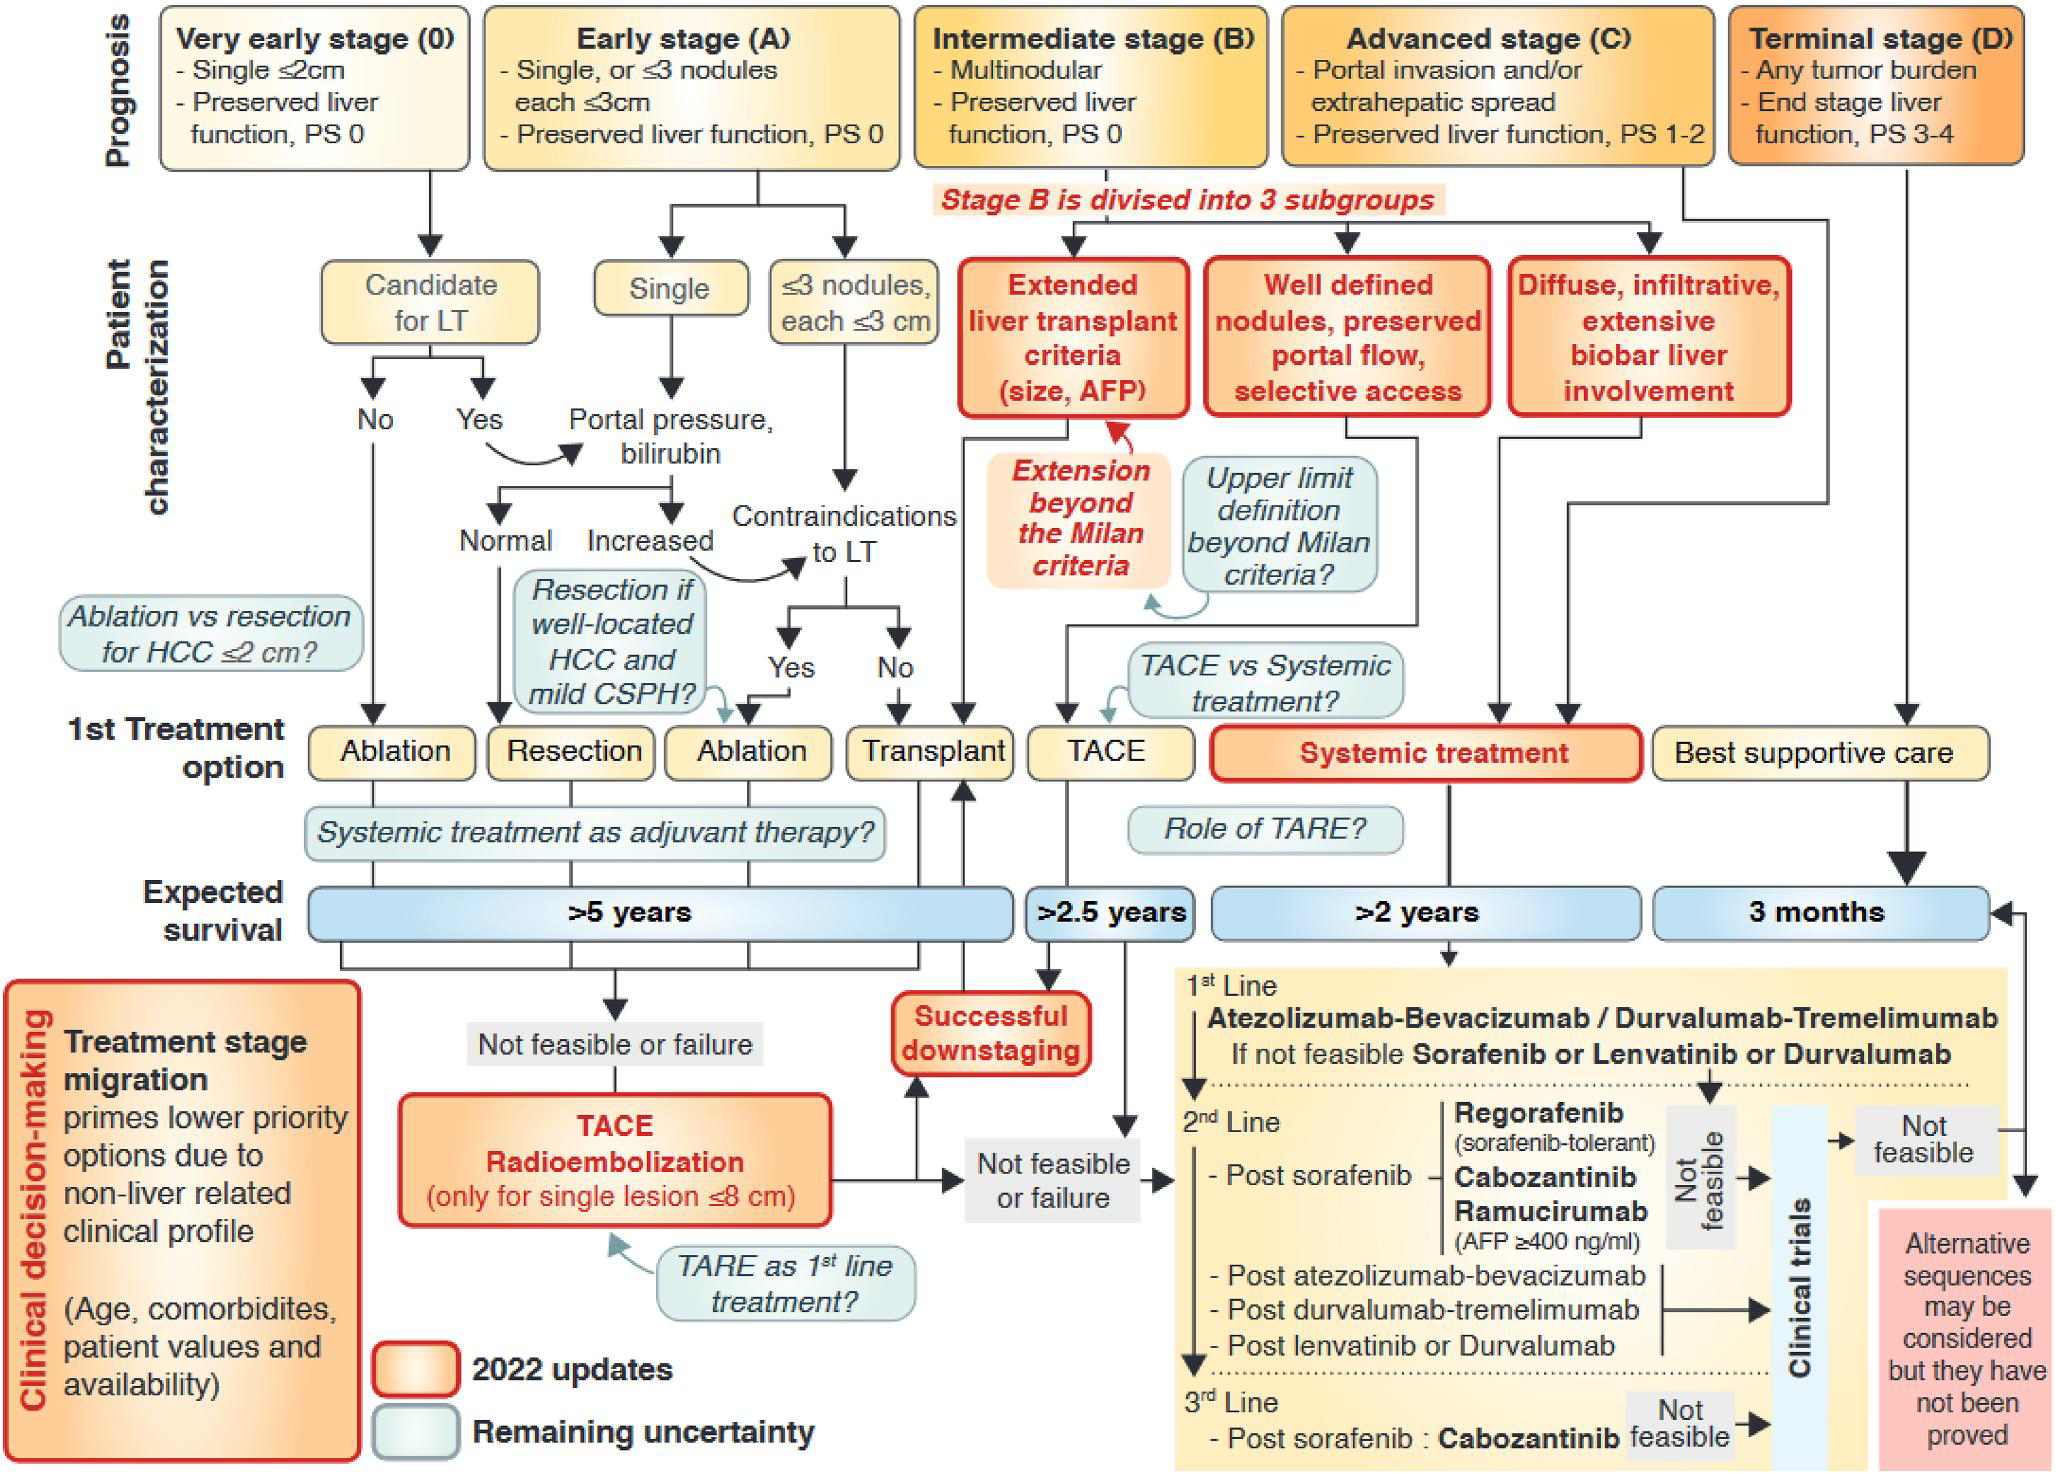 Prognosis
Very early stage (0)
- Single ≤2cm
- Preserved liver
function, PS 0
Early stage (A)
- Single, or ≤3 nodules
each ≤3cm
- Preserved liver function, PS 0
Intermediate stage (B)
- Multinodular
- Preserved liver
function, PS 0
Advanced stage (C)
- Portal invasion and/or
extrahepatic spread
- Preserved liver function, PS 1-2
Terminal stage (D)
- Any tumor burden
- End stage liver
function, PS 3-4
Stage B is divised into 3 subgroups
Patient
characterization
Candidate
for LT
Single
≤3 nodules,
each ≤3 cm
Extended
liver transplant
criteria
(size, AFP)
Well defined
nodules, preserved
portal flow,
selective access
Diffuse, infiltrative,
extensive
biobar liver
involvement
No
Yes
Portal pressure,
bilirubin
Normal
Increased
Contraindications
to LT
Yes
No
Extension
beyond
the Milan
criteria
Upper limit
definition
beyond Milan
criteria?
Ablation vs resection
for HCC ≤2 cm?
Resection if
well-located
HCC and
mild CSPH?
TACE vs Systemic
treatment?
1st Treatment
option
Ablation
Resection
Ablation
Transplant
TACE
Systemic treatment
Best supportive care
Systemic treatment as adjuvant therapy?
Role of TARE?
Expected
survival
>5 years
>2.5 years
>2 years
3 months
Clinical decision-making
Treatment stage
migration
primes lower priority
options due to
non-liver related
clinical profile
(Age, comorbidites,
patient values and
availability)
Not feasible or failure
Successful
downstaging
TACE
Radioembolization
(only for single lesion ≤8 cm)
Not feasible
or failure
TARE as 1st line
treatment?
2022 updates
Remaining uncertainty
1st Line
Atezolizumab-Bevacizumab / Durvalumab-Tremelimumab
If not feasible Sorafenib or Lenvatinib or Durvalumab
2nd Line
- Post sorafenib
Regorafenib
(sorafenib-tolerant)
Cabozantinib
Ramucirumab
(AFP ≥400 ng/ml)
Not
feasible
- Post atezolizumab-bevacizumab
- Post durvalumab-tremelimumab
- Post lenvatinib or Durvalumab
3rd Line
- Post sorafenib : Cabozantinib
Not
feasible
Clinical trials
Not
feasible
Alternative
sequences
may be
considered
but they have
not been
proved